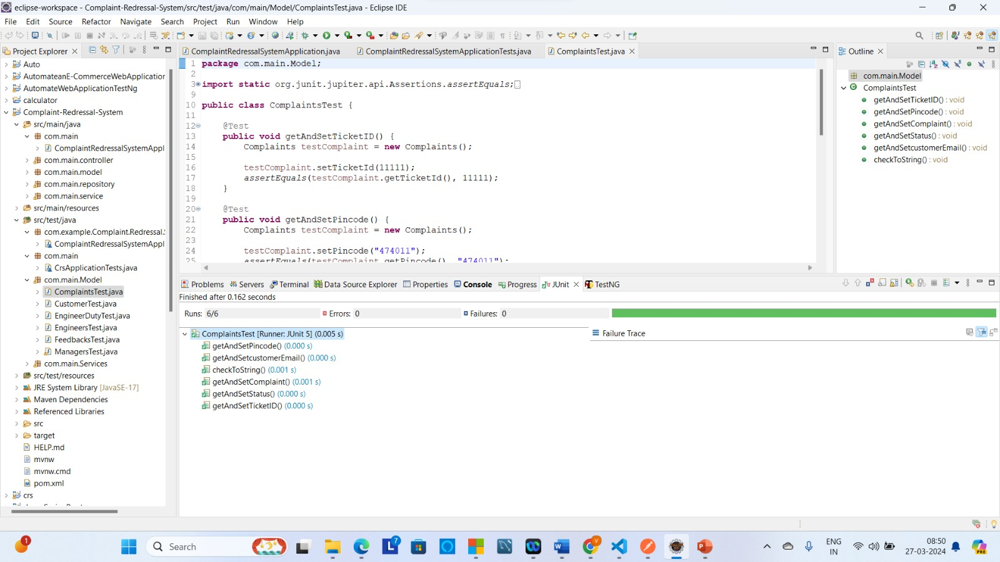 eclipse-workspace - Complaint-Redressal-System/src/test/java/com/main/Model/ComplaintsTest.java - Eclipse IDE
File Edit Source Refactor Navigate Search Project Run Window Help
Project Explorer
Auto
AutomateanE-CommerceWebApplication
AutomateWebApplicationTestNg
calculator
Complaint-Redressal-System
src/main/java
com.main
ComplaintRedressalSystemAppl
com.main.controller
com.main.model
com.main.repository
com.main.service
src/main/resources
src/test/java
com.example.Complaint.Redressal.
ComplaintRedressalSystemAppl
com.main
CrsApplicationTests.java
com.main.Model
ComplaintsTest.java
CustomerTest.java
EngineerDutyTest.java
EngineersTest.java
FeedbacksTest.java
ManagersTest.java
com.main.Services
src/test/resources
JRE System Library [JavaSE-17]
Maven Dependencies
Referenced Libraries
src
target
HELP.md
mvnw
mvnw.cmd
pom.xml
crs
ComplaintRedressalSystemApplication.java ComplaintRedressalSystemApplicationTests.java ComplaintsTest.java
1 package com.main.Model;
2
3 import static org.junit.jupiter.api.Assertions.assertEquals;
9
10 public class ComplaintsTest {
11
12 @Test
13 public void getAndSetTicketID() {
14 Complaints testComplaint = new Complaints();
15
16 testComplaint.setTicketId(11111);
17 assertEquals(testComplaint.getTicketId(), 11111);
18 }
19
20 @Test
21 public void getAndSetPincode() {
22 Complaints testComplaint = new Complaints();
23
24 testComplaint.setPincode("474011");
25 assertEquals(testComplaint.getPincode(), "474011");
Outline
com.main.Model
ComplaintsTest
getAndSetTicketID() : void
getAndSetPincode() : void
getAndSetComplaint() : void
getAndSetStatus() : void
getAndSetcustomerEmail() : void
checkToString() : void
Problems Servers Terminal Data Source Explorer Properties Console Progress JUnit TestNG
Finished after 0.162 seconds
Runs: 6/6 Errors: 0 Failures: 0
ComplaintsTest [Runner: JUnit 5] (0.005 s)
getAndSetPincode() (0.000 s)
getAndSetcustomerEmail() (0.000 s)
checkToString() (0.001 s)
getAndSetComplaint() (0.001 s)
getAndSetStatus() (0.000 s)
getAndSetTicketID() (0.000 s)
Failure Trace
1
Search
7
V
ENG
IN
08:50
27-03-2024
PRE